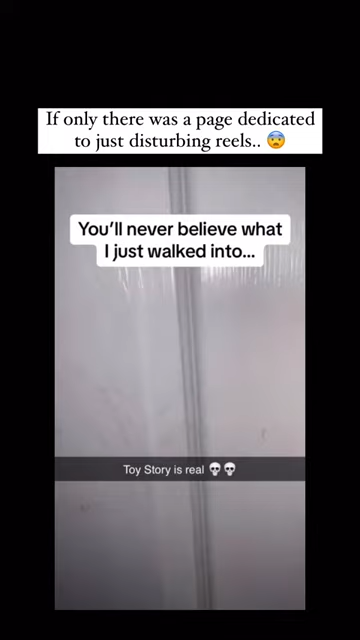 If only there was a page dedicated
to just disturbing reels.. 😨
You’ll never believe what
I just walked into...
Toy Story is real 💀💀